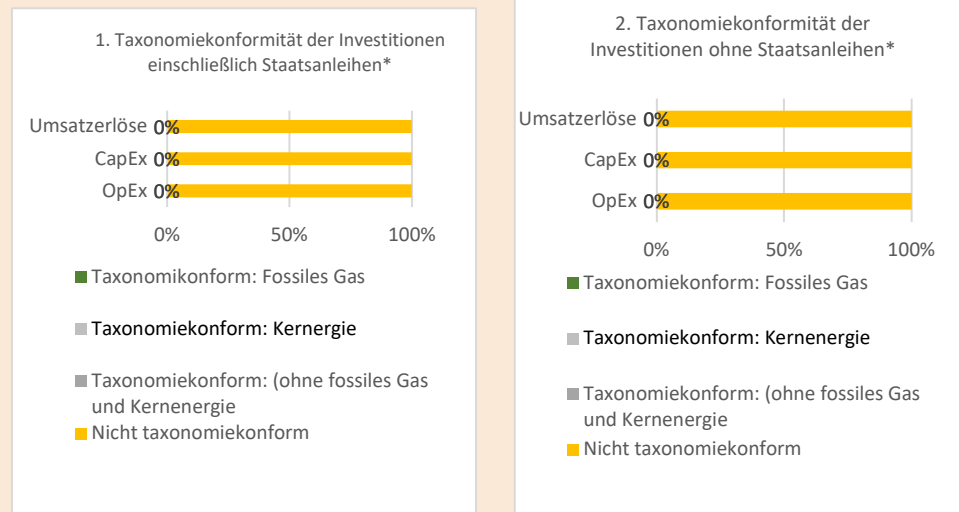 1. Taxonomiekonformität der Investitionen
einschließlich Staatsanleihen*
Umsatzerlöse 0%
CapEx 0%
OpEx 0%
0% 50% 100%
Taxonomikonform: Fossiles Gas
Taxonomiekonform: Kernergie
Taxonomiekonform: (ohne fossiles Gas
und Kernenergie
Nicht taxonomiekonform
2. Taxonomiekonformität der
Investitionen ohne Staatsanleihen*
Umsatzerlöse 0%
CapEx 0%
OpEx 0%
0% 50% 100%
Taxonomiekonform: Fossiles Gas
Taxonomiekonform: Kernenergie
Taxonomiekonform: (ohne fossiles Gas
und Kernenergie
Nicht taxonomiekonform